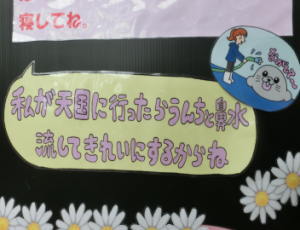 寝してね。
私が天国に行ったらうんちと鼻水
流してきれいにするからね